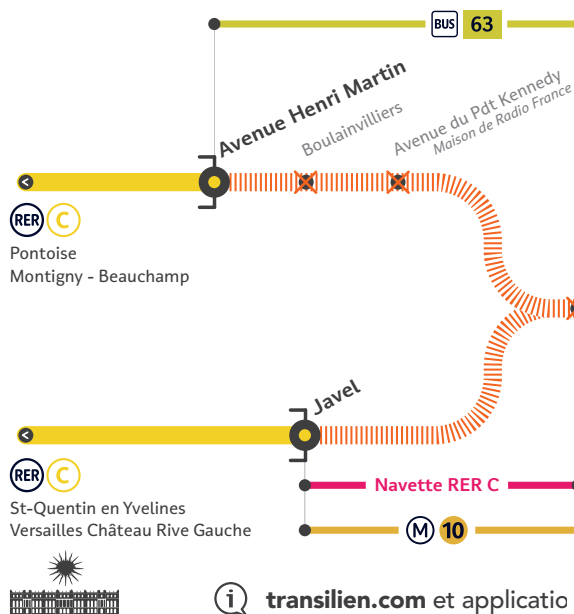 BUS 63
Avenue Henri Martin
Boulainvilliers
Avenue du Pdt Kennedy
Maison de Radio France
RER C
Pontoise
Montigny - Beauchamp
Javel
RER C
St-Quentin en Yvelines
Versailles Château Rive Gauche
Navette RER C
M 10
i transilien.com et applicatio